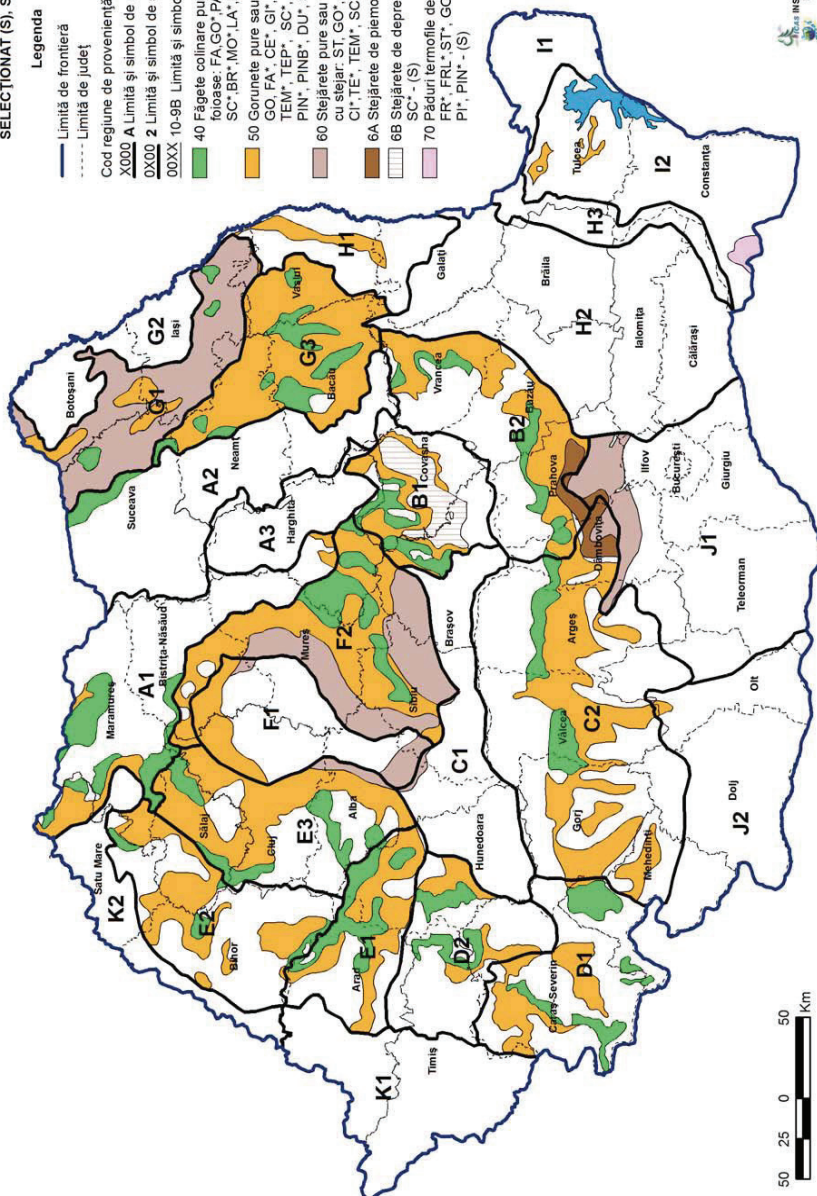 SELECȚIONAT (S), S
Legenda
Limită de frontieră
Limită de județ
Cod regiune de proveniență
X000 A Limită și simbol de
0X00 2 Limită și simbol de
00XX 10-9B Limită și simbo
40 Făgete colinare pu
foioase: FA,GO*,PA
SC*,BR*,MO*,LA*,
50 Gorunete pure sau
GO, FA*, CE*, GI*,
TEM*, TEP*, SC*,
PIN*, PINB*, DU*,
60 Stejărete pure sau
cu stejar: ST, GO*,
CI*,TE*, TEM*, SC
6A Stejărete de piemo
6B Stejărete de depre
SC* - (S)
70 Păduri termofile de
FR*, FRL*,ST*, GO
PI*, PIN* - (S)
Botoșani
G2
Iași
Suceava
G1
Maramureș
A1
Bistrița-Năsăud
A2
Neamț
A3
Harghita
G3
Bacău
Vaslui
H1
K2
Satu Mare
Sălaj
E2
Bihor
Cluj
F1
Mureș
F2
E3
Alba
Sibiu
Brașov
B1
Covasna
Vrancea
Galați
E1
Arad
K1
Timiș
D2
Hunedoara
C1
B2
Buzău
Prahova
Dâmbovița
Brăila
H2
H3
Tulcea
I1
I2
Constanța
Caraș-Severin
D1
Mehedinți
Gorj
Vâlcea
C2
Argeș
Ialomița
Călărași
Ilfov
București
Giurgiu
J1
Teleorman
Olt
Dolj
J2
50 25 0 50
Km
ICAS INS